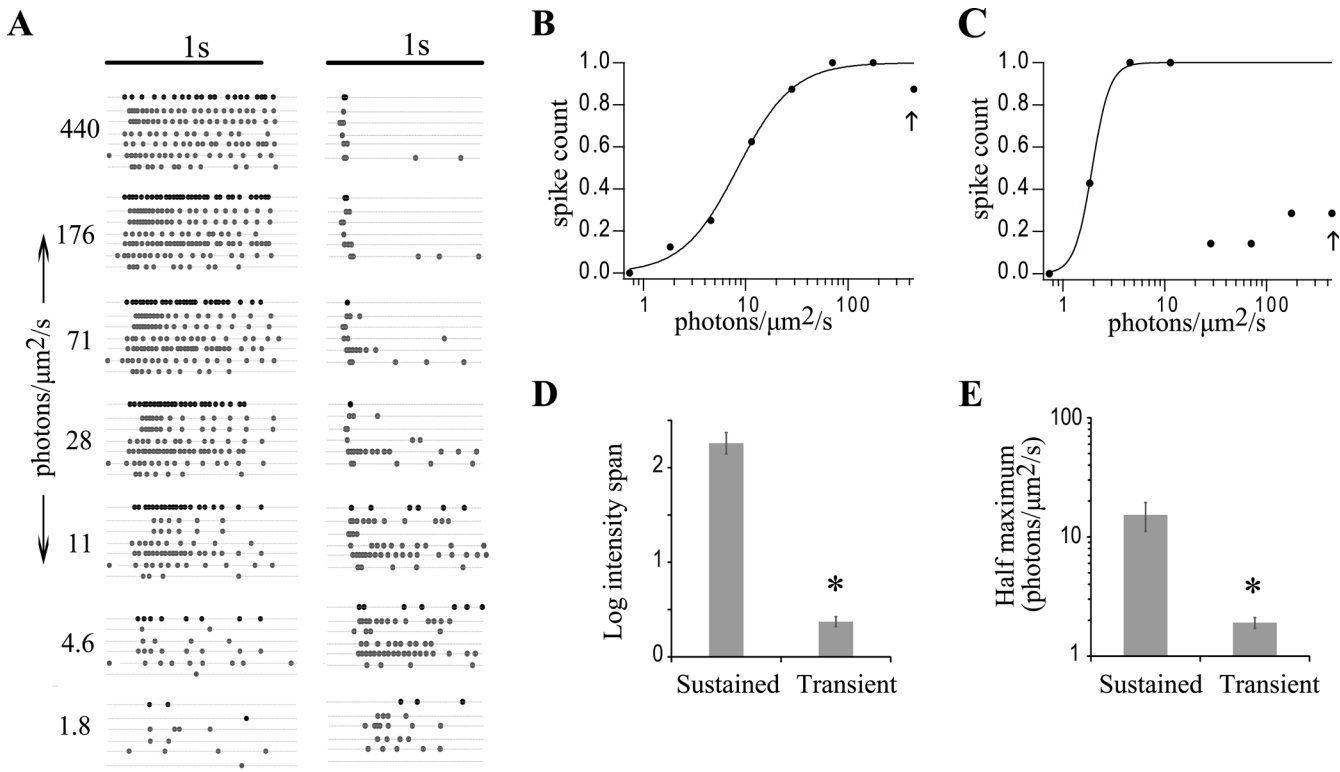 A
1s
1s
440
176
71
28
11
4.6
1.8
photons/μm2/s
B
1.0
0.8
0.6
0.4
0.2
0.0
spike count
1
10
100
photons/μm2/s
C
1.0
0.8
0.6
0.4
0.2
0.0
spike count
1
10
100
photons/μm2/s
D
2
1
0
Log intensity span
*
Sustained
Transient
E
100
10
1
Half maximum
(photons/μm2/s)
*
Sustained
Transient